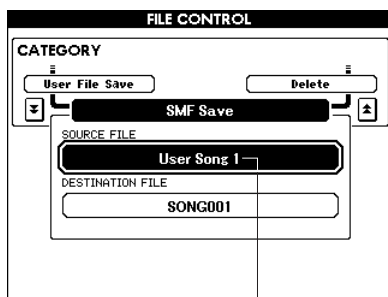 FILE CONTROL
CATEGORY
User File Save
Delete
SMF Save
SOURCE FILE
User Song 1
DESTINATION FILE
SONG001